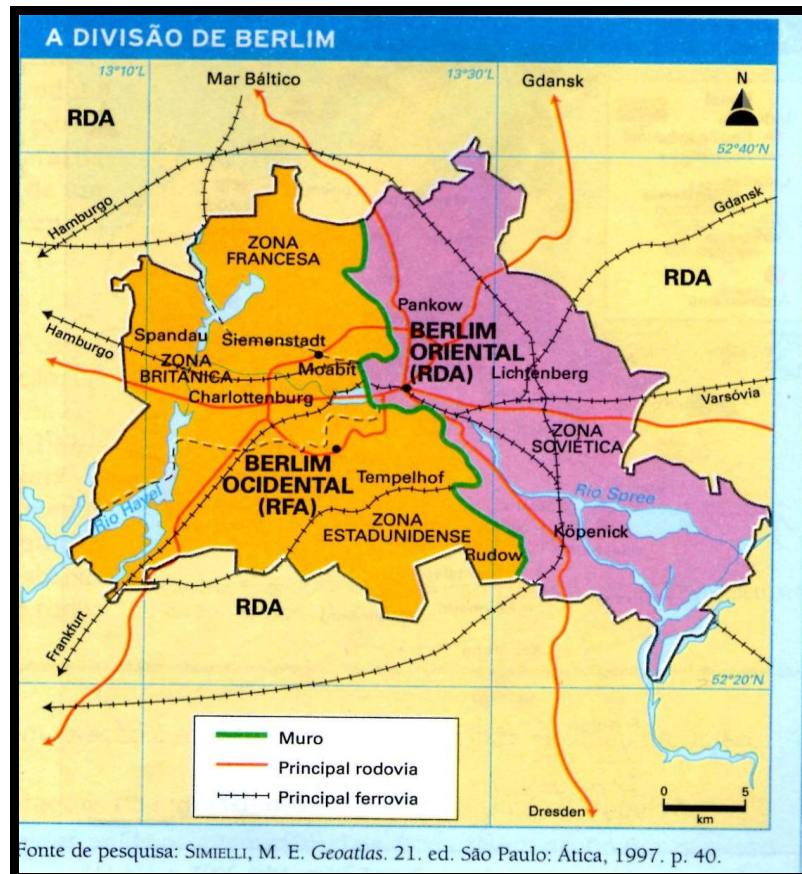 A DIVISÃO DE BERLIM
13°10'L
13°30'L
Mar Báltico
Gdansk
N
RDA
52°40'N
Hamburgo
Gdansk
ZONA
FRANCESA
RDA
Pankow
Hamburgo
Spandau
Siemenstadt
BERLIM
ORIENTAL
(RDA)
ZONA
BRITÂNICA
Moabit
Lichtenberg
Charlottenburg
Varsóvia
ZONA
SOVIÉTICA
BERLIM
OCIDENTAL
(RFA)
Tempelhof
Rio Havel
Rio Spree
ZONA
ESTADUNIDENSE
Köpenick
Rudow
RDA
Frankfurt
52°20'N
Muro
Principal rodovia
Principal ferrovia
Dresden
0 5
km
Fonte de pesquisa: SIMIELLI, M. E. Geoatlas. 21. ed. São Paulo: Ática, 1997. p. 40.